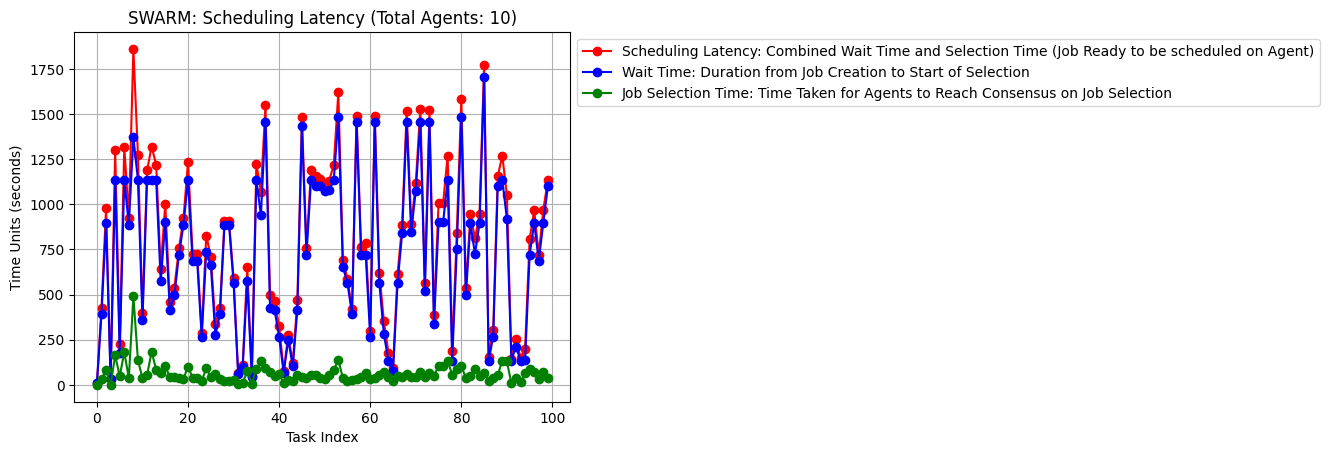 SWARM: Scheduling Latency (Total Agents: 10)
Scheduling Latency: Combined Wait Time and Selection Time (Job Ready to be scheduled on Agent)
Wait Time: Duration from Job Creation to Start of Selection
Job Selection Time: Time Taken for Agents to Reach Consensus on Job Selection
Time Units (seconds)
1750
1500
1250
1000
750
500
250
0
0 20 40 60 80 100
Task Index